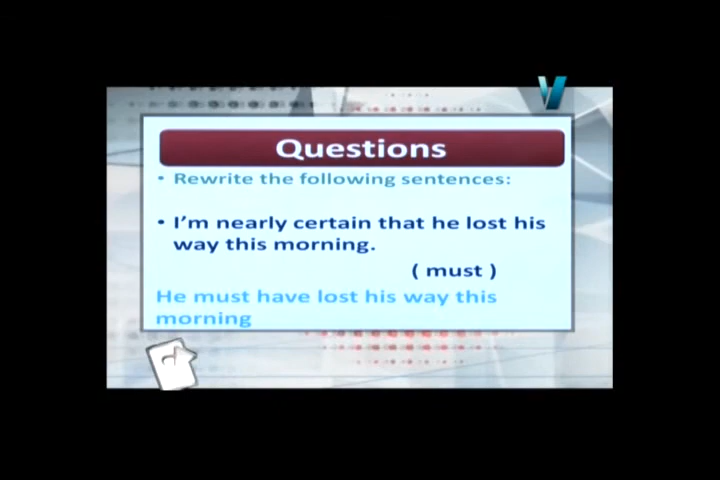 Questions
• Rewrite the following sentences:
• I'm nearly certain that he lost his
way this morning.
( must )
He must have lost his way this
morning